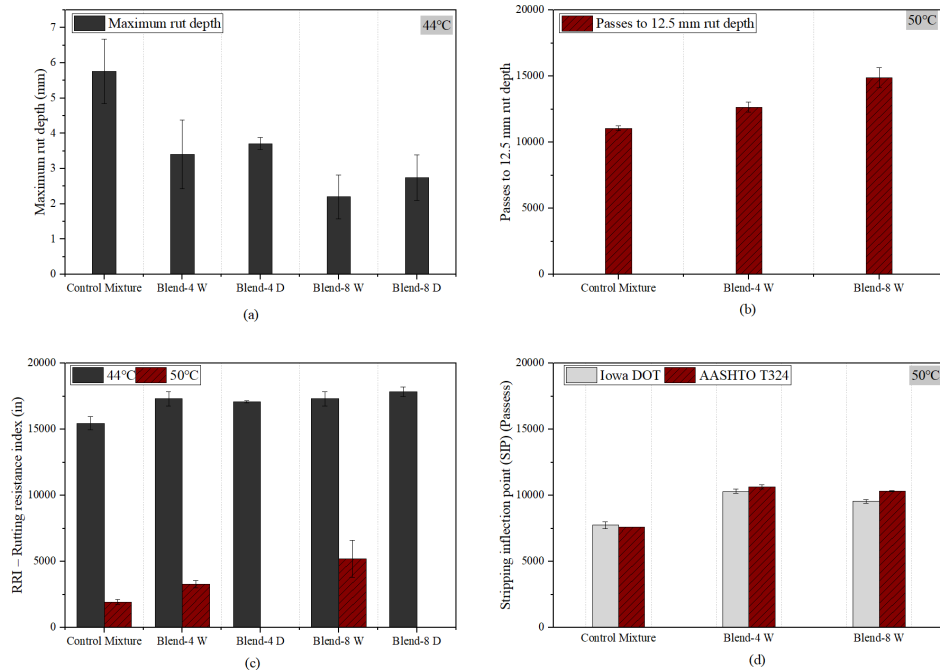 Maximum rut depth
44°C
Maximum rut depth (mm)
7
6
5
4
3
2
1
0
Control Mixture Blend-4 W Blend-4 D Blend-8 W Blend-8 D
(a)
Passes to 12.5 mm rut depth
50°C
Passes to 12.5 mm rut depth
20000
15000
10000
5000
0
Control Mixture Blend-4 W Blend-8 W
(b)
44°C 50°C
RRI – Rutting resistance index (in)
20000
15000
10000
5000
0
Control Mixture Blend-4 W Blend-4 D Blend-8 W Blend-8 D
(c)
Iowa DOT AASHTO T324
50°C
Stripping inflection point (SIP) (Passess)
20000
15000
10000
5000
0
Control Mixture Blend-4 W Blend-8 W
(d)